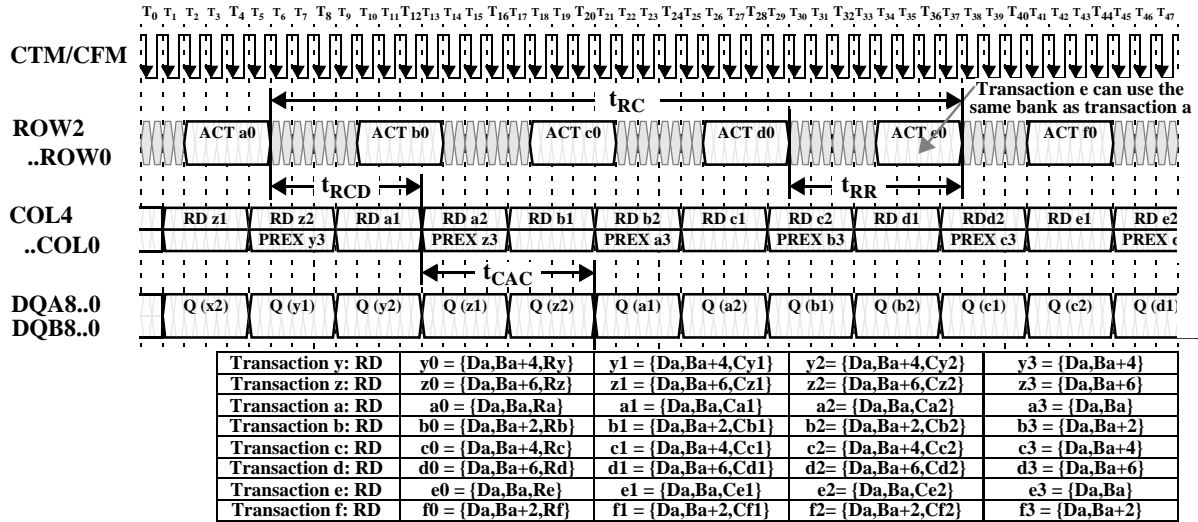 T0 T1 T2 T3 T4 T5 T6 T7 T8 T9 T10 T11 T12 T13 T14 T15 T16 T17 T18 T19 T20 T21 T22 T23 T24 T25 T26 T27 T28 T29 T30 T31 T32 T33 T34 T35 T36 T37 T38 T39 T40 T41 T42 T43 T44 T45 T46 T47
CTM/CFM
Transaction e can use the
same bank as transaction a
tRC
ROW2
..ROW0
ACT a0 ACT b0 ACT c0 ACT d0 ACT e0 ACT f0
tRCD tRR
COL4
..COL0
RD z1 RD z2 RD a1 RD a2 RD b1 RD b2 RD c1 RD c2 RD d1 RDd2 RD e1 RD e2
PREX y3 PREX z3 PREX a3 PREX b3 PREX c3 PREX d
tCAC
DQA8..0
DQB8..0
Q (x2) Q (y1) Q (y2) Q (z1) Q (z2) Q (a1) Q (a2) Q (b1) Q (b2) Q (c1) Q (c2) Q (d1)
Transaction y: RD y0 = {Da,Ba+4,Ry} y1 = {Da,Ba+4,Cy1} y2= {Da,Ba+4,Cy2} y3 = {Da,Ba+4}
Transaction z: RD z0 = {Da,Ba+6,Rz} z1 = {Da,Ba+6,Cz1} z2= {Da,Ba+6,Cz2} z3 = {Da,Ba+6}
Transaction a: RD a0 = {Da,Ba,Ra} a1 = {Da,Ba,Ca1} a2= {Da,Ba,Ca2} a3 = {Da,Ba}
Transaction b: RD b0 = {Da,Ba+2,Rb} b1 = {Da,Ba+2,Cb1} b2= {Da,Ba+2,Cb2} b3 = {Da,Ba+2}
Transaction c: RD c0 = {Da,Ba+4,Rc} c1 = {Da,Ba+4,Cc1} c2= {Da,Ba+4,Cc2} c3 = {Da,Ba+4}
Transaction d: RD d0 = {Da,Ba+6,Rd} d1 = {Da,Ba+6,Cd1} d2= {Da,Ba+6,Cd2} d3 = {Da,Ba+6}
Transaction e: RD e0 = {Da,Ba,Re} e1 = {Da,Ba,Ce1} e2= {Da,Ba,Ce2} e3 = {Da,Ba}
Transaction f: RD f0 = {Da,Ba+2,Rf} f1 = {Da,Ba+2,Cf1} f2= {Da,Ba+2,Cf2} f3 = {Da,Ba+2}